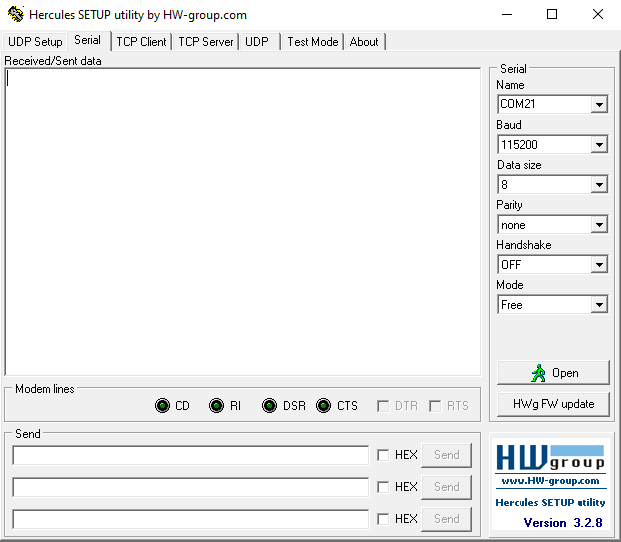 Hercules SETUP utility by HW-group.com
UDP Setup Serial TCP Client TCP Server UDP Test Mode About
Received/Sent data
Serial
Name
COM21
Baud
115200
Data size
8
Parity
none
Handshake
OFF
Mode
Free
Open
HWg FW update
Modem lines
CD RI DSR CTS DTR RTS
Send
HEX Send
HEX Send
HEX Send
HW group
www.HW-group.com
Hercules SETUP utility
Version 3.2.8